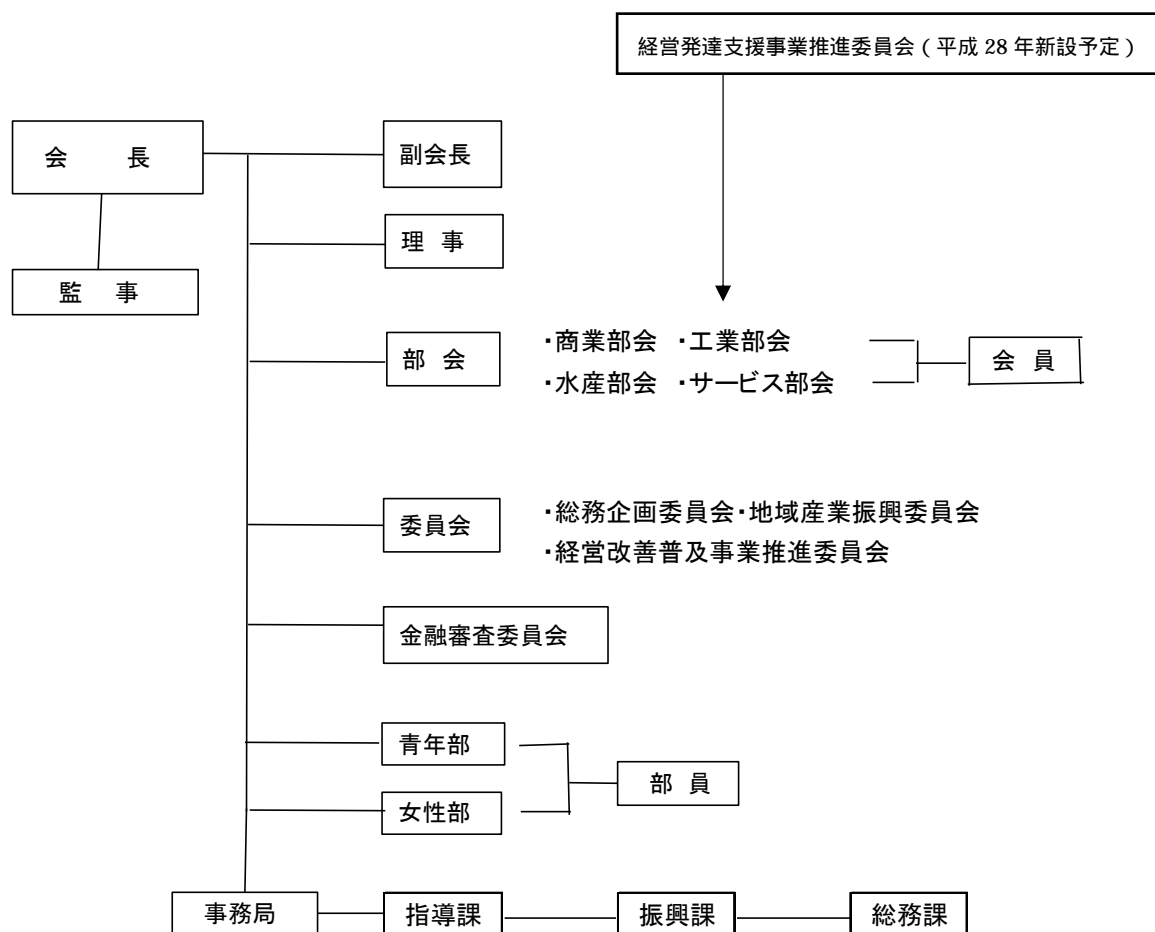 経営発達支援事業推進委員会(平成 28 年新設予定)
会　　長
副会長
理 事
監　事
部 会
・商業部会 ・工業部会
・水産部会 ・サービス部会
会 員
委員会
・総務企画委員会・地域産業振興委員会
・経営改善普及事業推進委員会
金融審査委員会
青年部
部 員
女性部
事務局
指導課
振興課
総務課